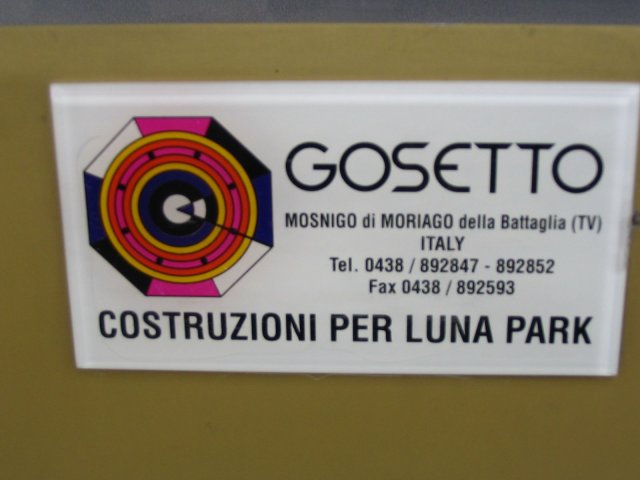 GOSETTO
MOSNIGO di MORIAGO della Battaglia (TV)
ITALY
Tel. 0438 / 892847 - 892852
Fax 0438 / 892593
COSTRUZIONi PER LUNA PARK